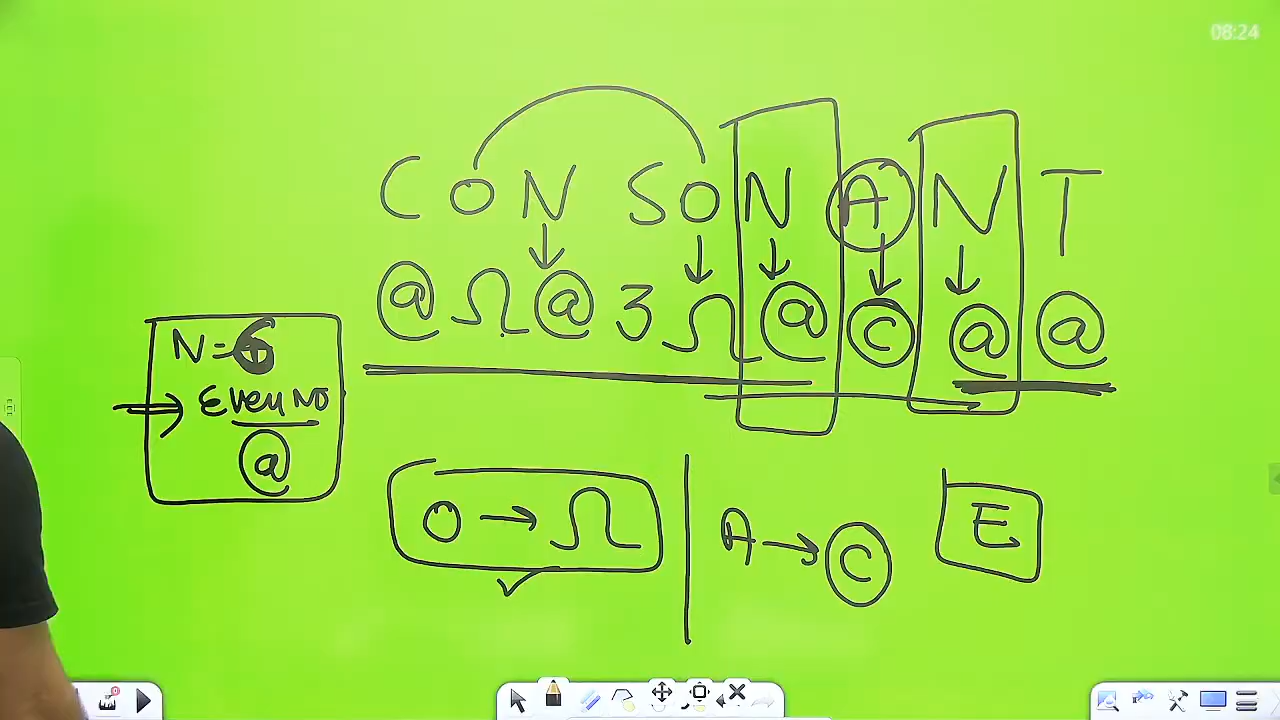 08:24
C O N S O N A N T
@ Ω @ 3 Ω @ © @ @
N = 6
Even NO
@
O → Ω
A → ©
E